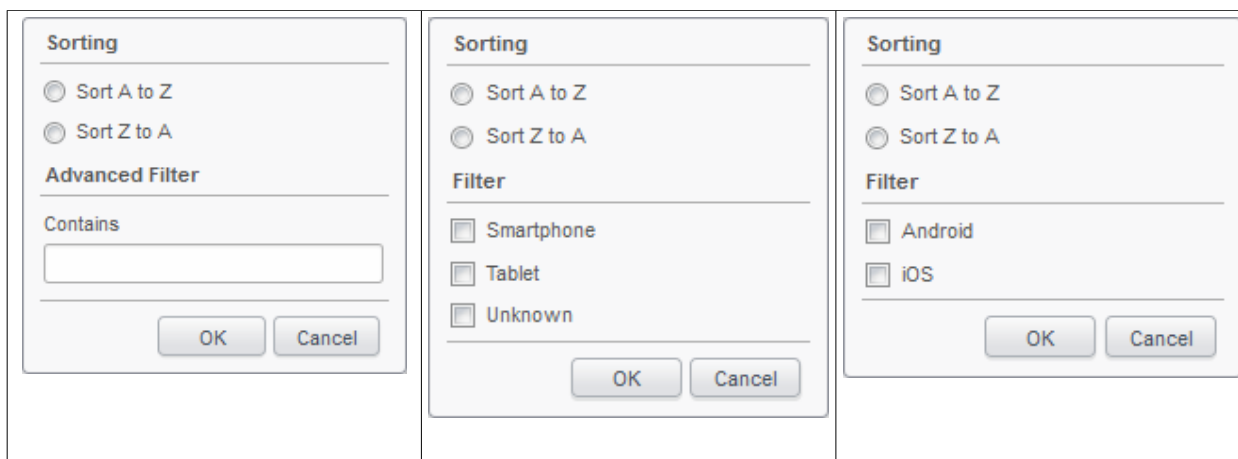 Sorting
Sort A to Z
Sort Z to A
Advanced Filter
Contains
OK Cancel
Sorting
Sort A to Z
Sort Z to A
Filter
Smartphone
Tablet
Unknown
OK Cancel
Sorting
Sort A to Z
Sort Z to A
Filter
Android
iOS
OK Cancel